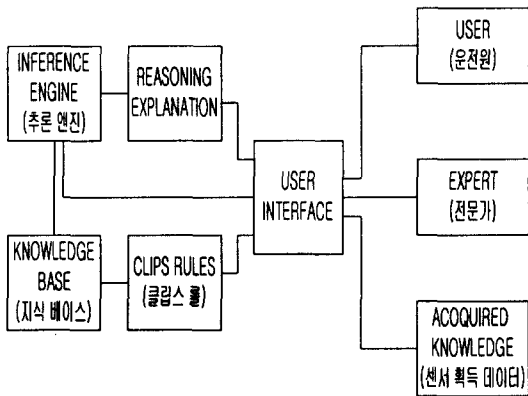 INFERENCE
ENGINE
(추론 엔진)
REASONING
EXPLANATION
USER
INTERFACE
KNOWLEDGE
BASE
(지식 베이스)
CLIPS RULES
(클립스 룰)
USER
(운전원)
EXPERT
(전문가)
ACOQUIRED
KNOWLEDGE
(센서 획득 데이터)